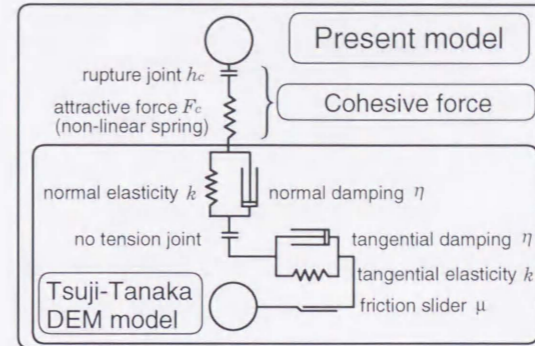 Present model
rupture joint hc
attractive force Fc
(non-linear spring)
Cohesive force
normal elasticity k
normal damping η
no tension joint
tangential damping η
tangential elasticity k
friction slider μ
Tsuji-Tanaka
DEM model